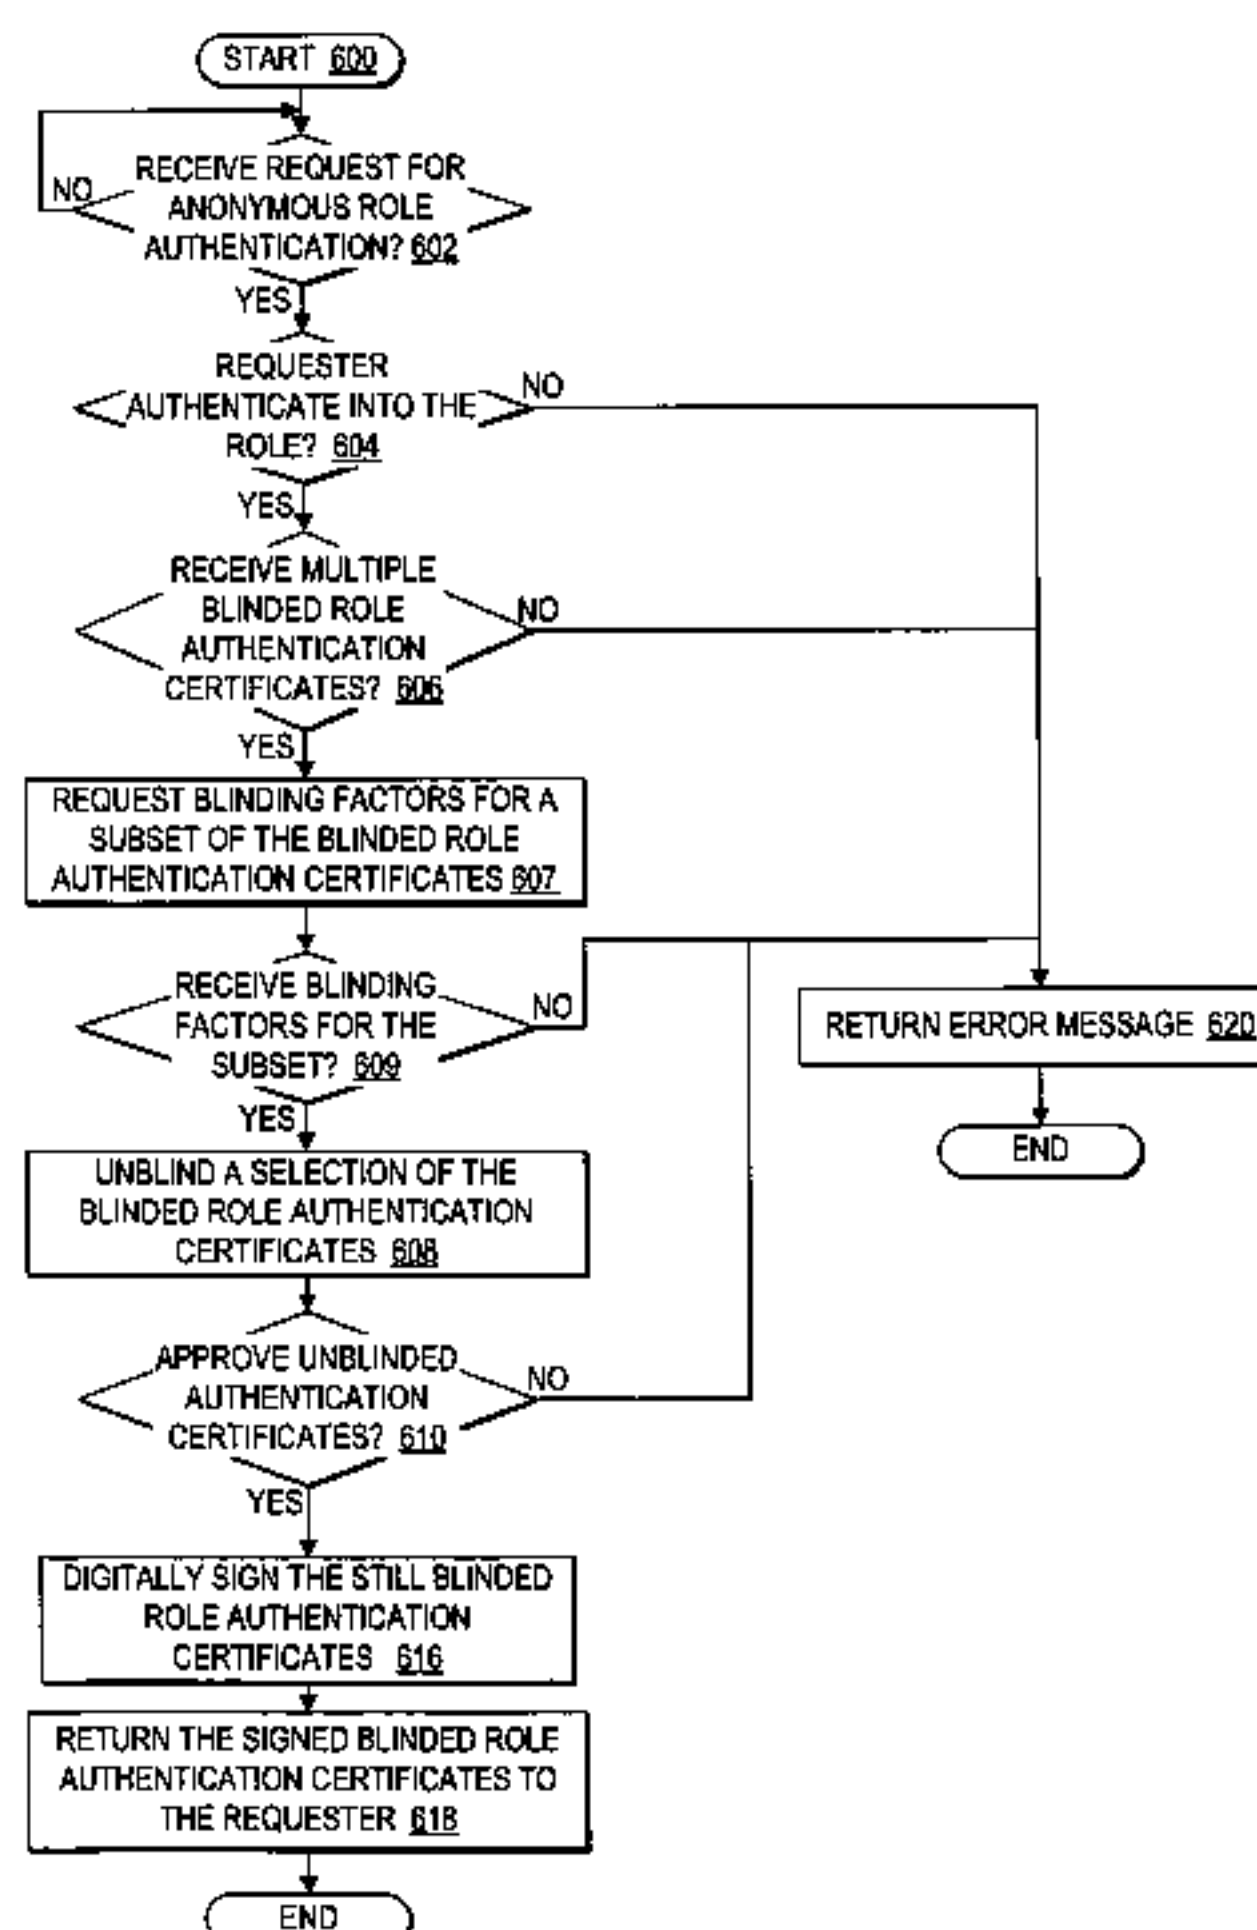 START 600
RECEIVE REQUEST FOR
ANONYMOUS ROLE
AUTHENTICATION? 602
NO
YES
REQUESTER
AUTHENTICATE INTO THE
ROLE? 604
NO
YES
RECEIVE MULTIPLE
BLINDED ROLE
AUTHENTICATION
CERTIFICATES? 606
NO
YES
REQUEST BLINDING FACTORS FOR A
SUBSET OF THE BLINDED ROLE
AUTHENTICATION CERTIFICATES 607
RECEIVE BLINDING
FACTORS FOR THE
SUBSET? 609
NO
YES
RETURN ERROR MESSAGE 620
END
UNBLIND A SELECTION OF THE
BLINDED ROLE AUTHENTICATION
CERTIFICATES 608
APPROVE UNBLINDED
AUTHENTICATION
CERTIFICATES? 610
NO
YES
DIGITALLY SIGN THE STILL BLINDED
ROLE AUTHENTICATION
CERTIFICATES 616
RETURN THE SIGNED BLINDED ROLE
AUTHENTICATION CERTIFICATES TO
THE REQUESTER 618
END